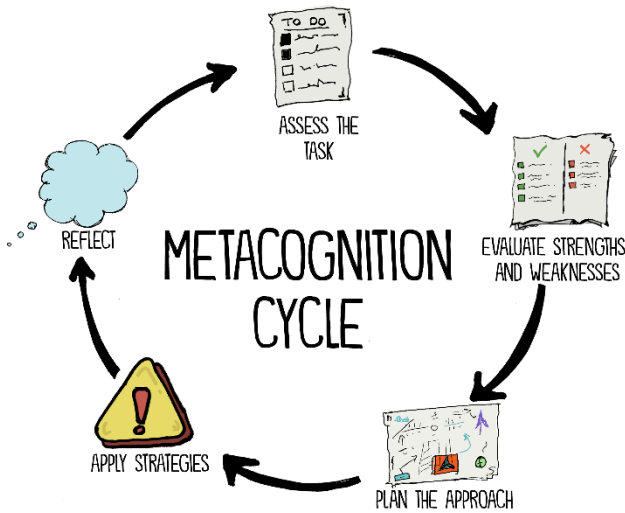 TO DO
ASSESS THE
TASK
EVALUATE STRENGTHS
AND WEAKNESSES
PLAN THE APPROACH
APPLY STRATEGIES
REFLECT
METACOGNITION
CYCLE